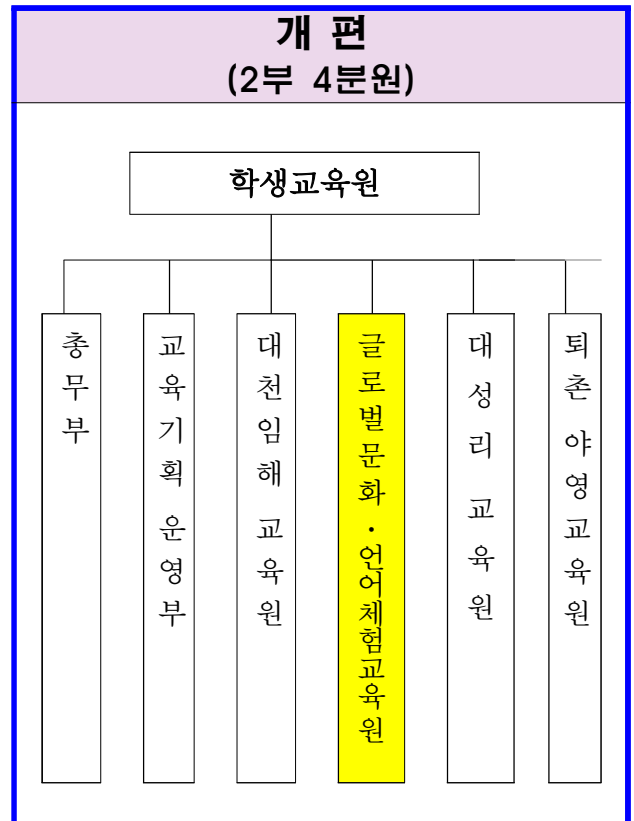 개 편
(2부 4분원)
학생교육원
총무부
교육기획 운영부
대천임해 교육원
글로벌문화・언어체험교육원
대성리 교육원
퇴촌 야영교육원